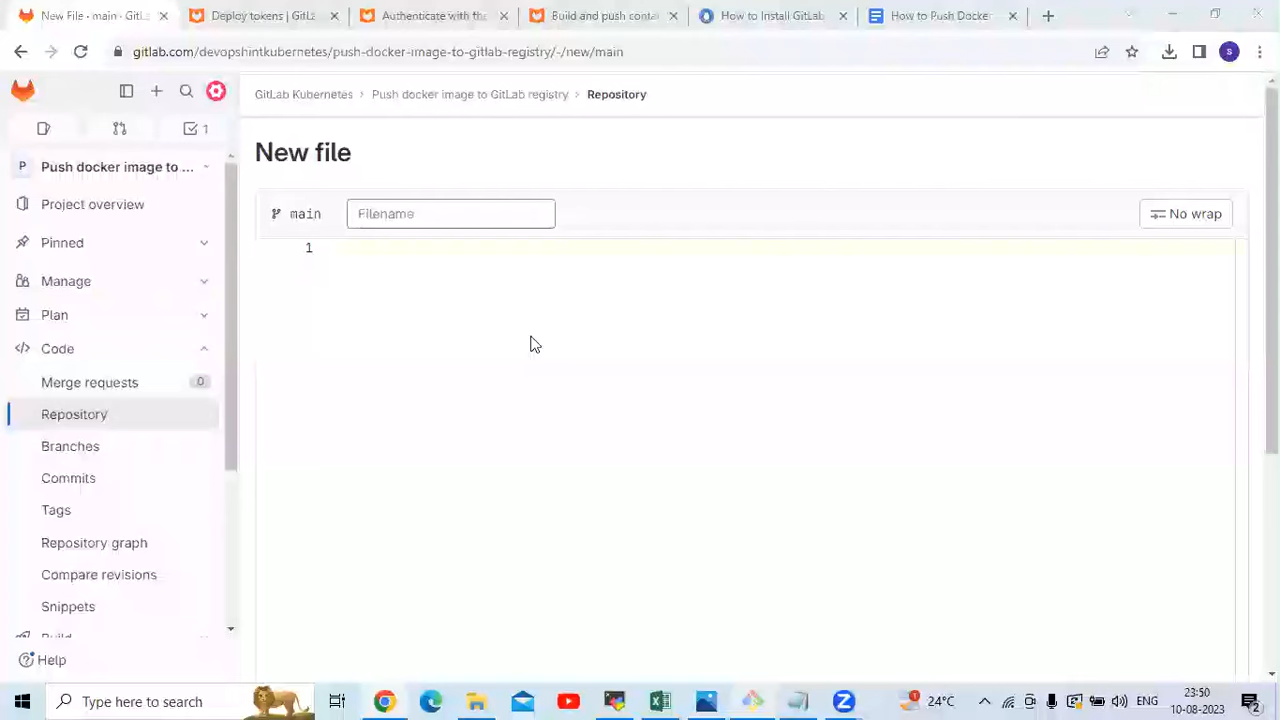 New File - main · GitL
Deploy tokens | GitLa
Authenticate with the
Build and push conta
How to Install GitLab
How to Push Docke
gitlab.com/devopshintkubernetes/push-docker-image-to-gitlab-registry/-/new/main
S
GitLab Kubernetes > Push docker image to GitLab registry > Repository
1
New file
P Push docker image to ...
Project overview
main
Filename
No wrap
1
Pinned
Manage
Plan
Code
Merge requests 0
Repository
Branches
Commits
Tags
Repository graph
Compare revisions
Snippets
Build
Help
Type here to search
24°C
ENG
23:50
10-08-2023
2